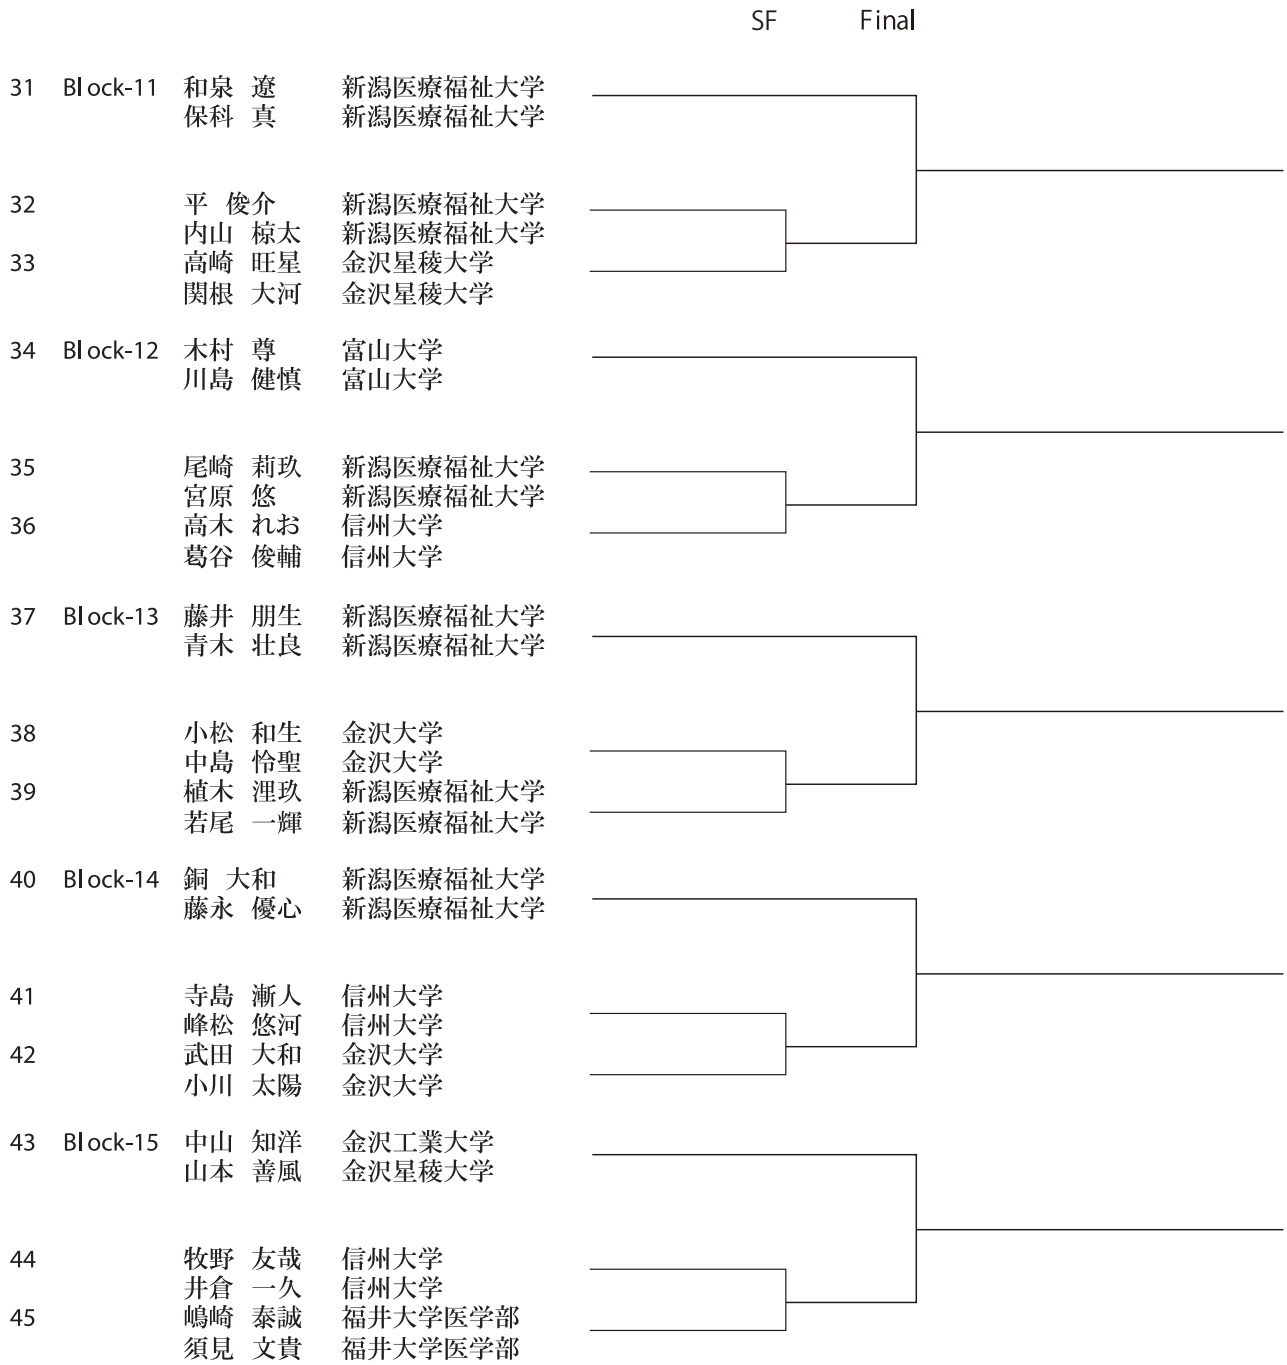 SF Final
31 Block-11 和泉 遼 新潟医療福祉大学
保科 真 新潟医療福祉大学
32 平 俊介 新潟医療福祉大学
内山 椋太 新潟医療福祉大学
33 高崎 旺星 金沢星稜大学
関根 大河 金沢星稜大学
34 Block-12 木村 尊 富山大学
川島 健慎 富山大学
35 尾崎 莉玖 新潟医療福祉大学
宮原 悠 新潟医療福祉大学
36 高木 れお 信州大学
葛谷 俊輔 信州大学
37 Block-13 藤井 朋生 新潟医療福祉大学
青木 壮良 新潟医療福祉大学
38 小松 和生 金沢大学
中島 怜聖 金沢大学
39 植木 浬玖 新潟医療福祉大学
若尾 一輝 新潟医療福祉大学
40 Block-14 銅 大和 新潟医療福祉大学
藤永 優心 新潟医療福祉大学
41 寺島 漸人 信州大学
峰松 悠河 信州大学
42 武田 大和 金沢大学
小川 太陽 金沢大学
43 Block-15 中山 知洋 金沢工業大学
山本 善風 金沢星稜大学
44 牧野 友哉 信州大学
井倉 一久 信州大学
45 嶋崎 泰誠 福井大学医学部
須見 文貴 福井大学医学部